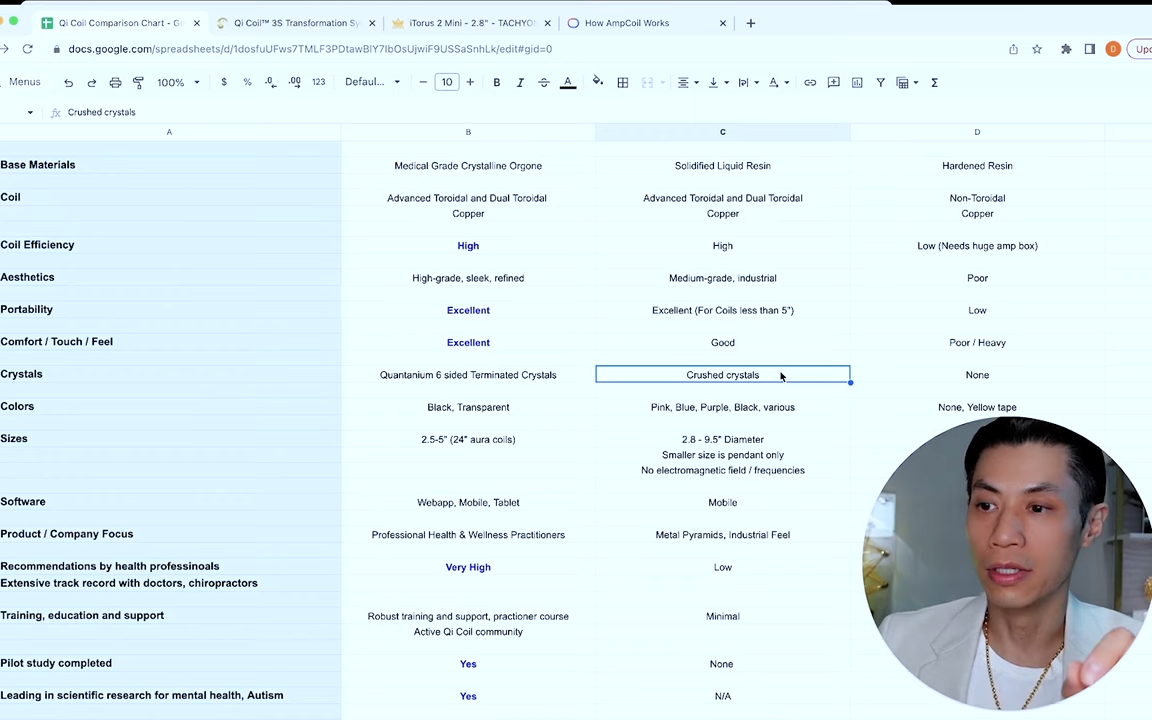 Qi Coil Comparison Chart - Go
Qi Coil™ 3S Transformation Sy
iTorus 2 Mini - 2.8" - TACHYON
How AmpCoil Works
docs.google.com/spreadsheets/d/1dosfuUFws7TMLF3PDtawBlY7IbOsUjwiF9USSaSnhLk/edit#gid=0
D
Upd
Menus
100%
$
%
.0
.00
123
Defaul...
10
B
I
A
Σ
fx
Crushed crystals
A
B
C
D
Base Materials
Medical Grade Crystalline Orgone
Solidified Liquid Resin
Hardened Resin
Coil
Advanced Toroidal and Dual Toroidal
Copper
Advanced Toroidal and Dual Toroidal
Copper
Non-Toroidal
Copper
Coil Efficiency
High
High
Low (Needs huge amp box)
Aesthetics
High-grade, sleek, refined
Medium-grade, industrial
Poor
Portability
Excellent
Excellent (For Coils less than 5")
Low
Comfort / Touch / Feel
Excellent
Good
Poor / Heavy
Crystals
Quantanium 6 sided Terminated Crystals
Crushed crystals
None
Colors
Black, Transparent
Pink, Blue, Purple, Black, various
None, Yellow tape
Sizes
2.5-5" (24" aura coils)
2.8 - 9.5" Diameter
Smaller size is pendant only
No electromagnetic field / frequencies
Software
Webapp, Mobile, Tablet
Mobile
Product / Company Focus
Professional Health & Wellness Practitioners
Metal Pyramids, Industrial Feel
Recommendations by health professinoals
Extensive track record with doctors, chiropractors
Very High
Low
Training, education and support
Robust training and support, practioner course
Active Qi Coil community
Minimal
Pilot study completed
Yes
None
Leading in scientific research for mental health, Autism
Yes
N/A